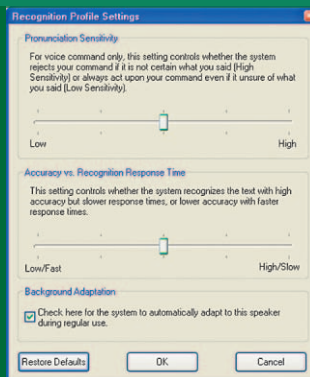 Recognition Profile Settings
Pronunciation Sensitivity
For voice command only, this setting controls whether the system
rejects your command if it is not certain what you said (High
Sensitivity) or always act upon your command even if unsure of what
you said (Low Sensitivity).
Low High
Accuracy vs. Recognition Response Time
This setting controls whether the system recognizes the text with high
accuracy but slower response times, or lower accuracy with faster
response times.
Low/Fast High/Slow
Background Adaptation
Check here for the system to automatically adapt to this speaker
during regular use.
Restore Defaults OK Cancel